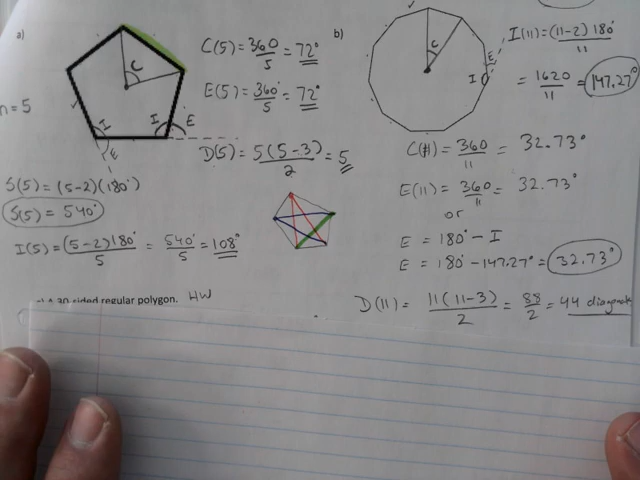 a)
C
I
I
E
E
n=5
C(5) = 360/5 = 72°
E(5) = 360°/5 = 72°
D(5) = 5(5-3)/2 = 5
S(5) = (5-2)(180°)
S(5) = 540°
I(5) = (5-2)180°/5 = 540°/5 = 108°
b)
C
E
I
I(11) = (11-2)180°/11
= 1620/11 = 147.27°
C(11) = 360/11 = 32.73°
E(11) = 360°/11 = 32.73°
or
E = 180° - I
E = 180° - 147.27° = 32.73°
D(11) = 11(11-3)/2 = 88/2 = 44
30 sided regular polygon. HW